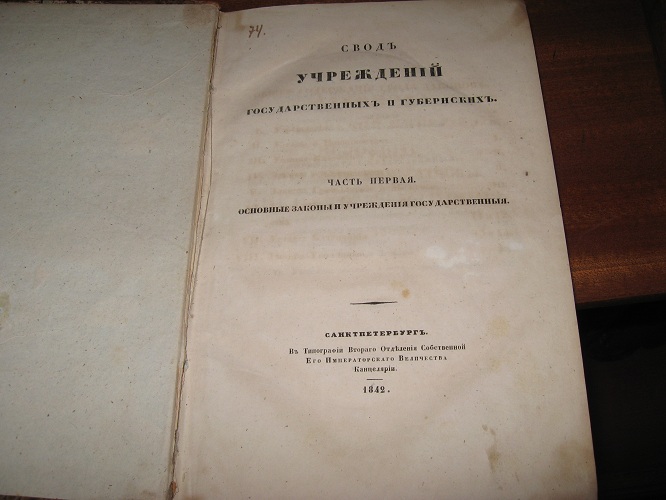 74.
СВОДЪ
УЧРЕЖДЕНІЙ
ГОСУДАРСТВЕННЫХЪ И ГУБЕРНСКИХЪ.
ЧАСТЬ ПЕРВАЯ.
ОСНОВНЫЕ ЗАКОНЫ И УЧРЕЖДЕНІЯ ГОСУДАРСТВЕННЫЯ.
САНКТПЕТЕРБУРГЪ.
Въ Типографіи Втораго Отдѣленія Собственной
Его Императорскаго Величества
Канцеляріи.
1842.